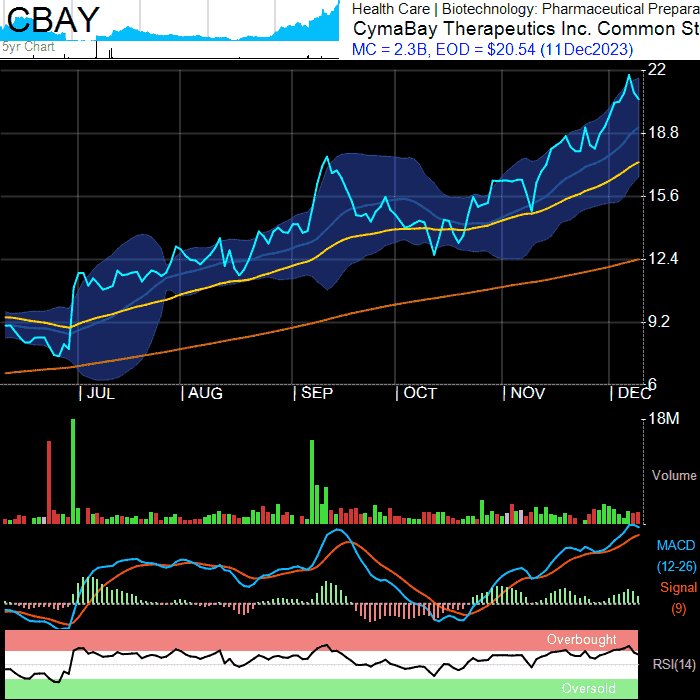 CBAY
5yr Chart
Health Care | Biotechnology: Pharmaceutical Prepara
CymaBay Therapeutics Inc. Common St
MC = 2.3B, EOD = $20.54 (11Dec2023)
22
18.8
15.6
12.4
9.2
6
| JUL | AUG | SEP | OCT | NOV | DEC
18M
Volume
MACD
(12-26)
Signal
(9)
Overbought
RSI(14)
Oversold